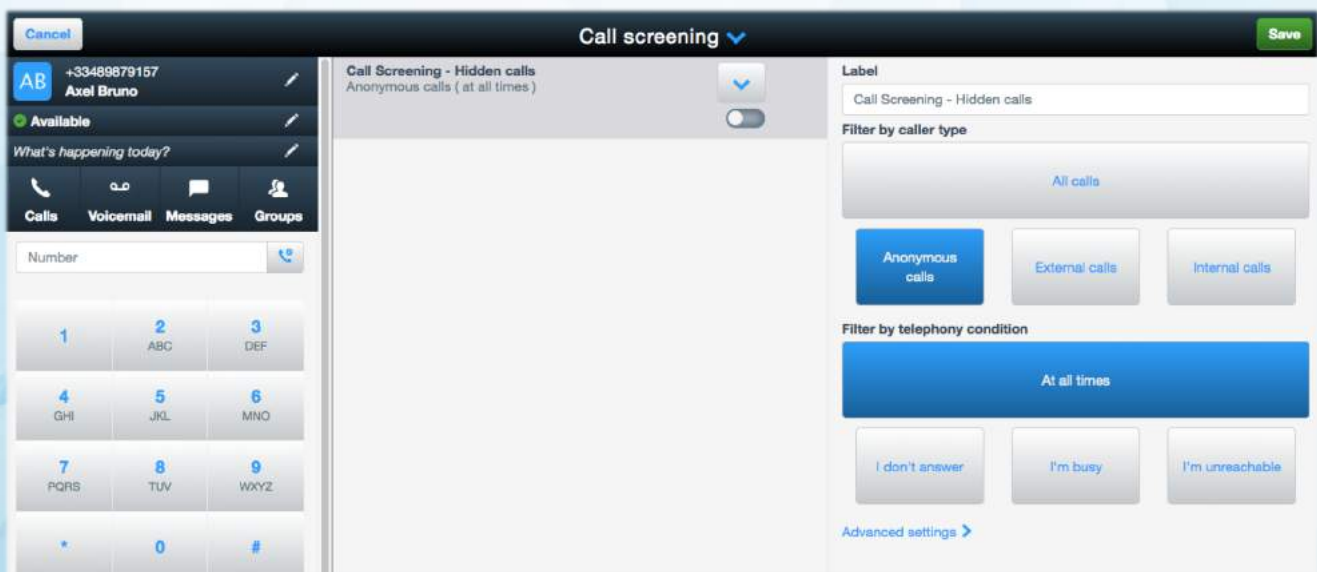 Cancel
Call screening
Save
AB
+33489879157
Axel Bruno
Available
What's happening today?
Calls Voicemail Messages Groups
Number
1 2 3
ABC DEF
4 5 6
GHI JKL MNO
7 8 9
PQRS TUV WXYZ
* 0 #
Call Screening - Hidden calls
Anonymous calls ( at all times )
Label
Call Screening - Hidden calls
Filter by caller type
All calls
Anonymous
calls
External calls
Internal calls
Filter by telephony condition
At all times
I don't answer
I'm busy
I'm unreachable
Advanced settings